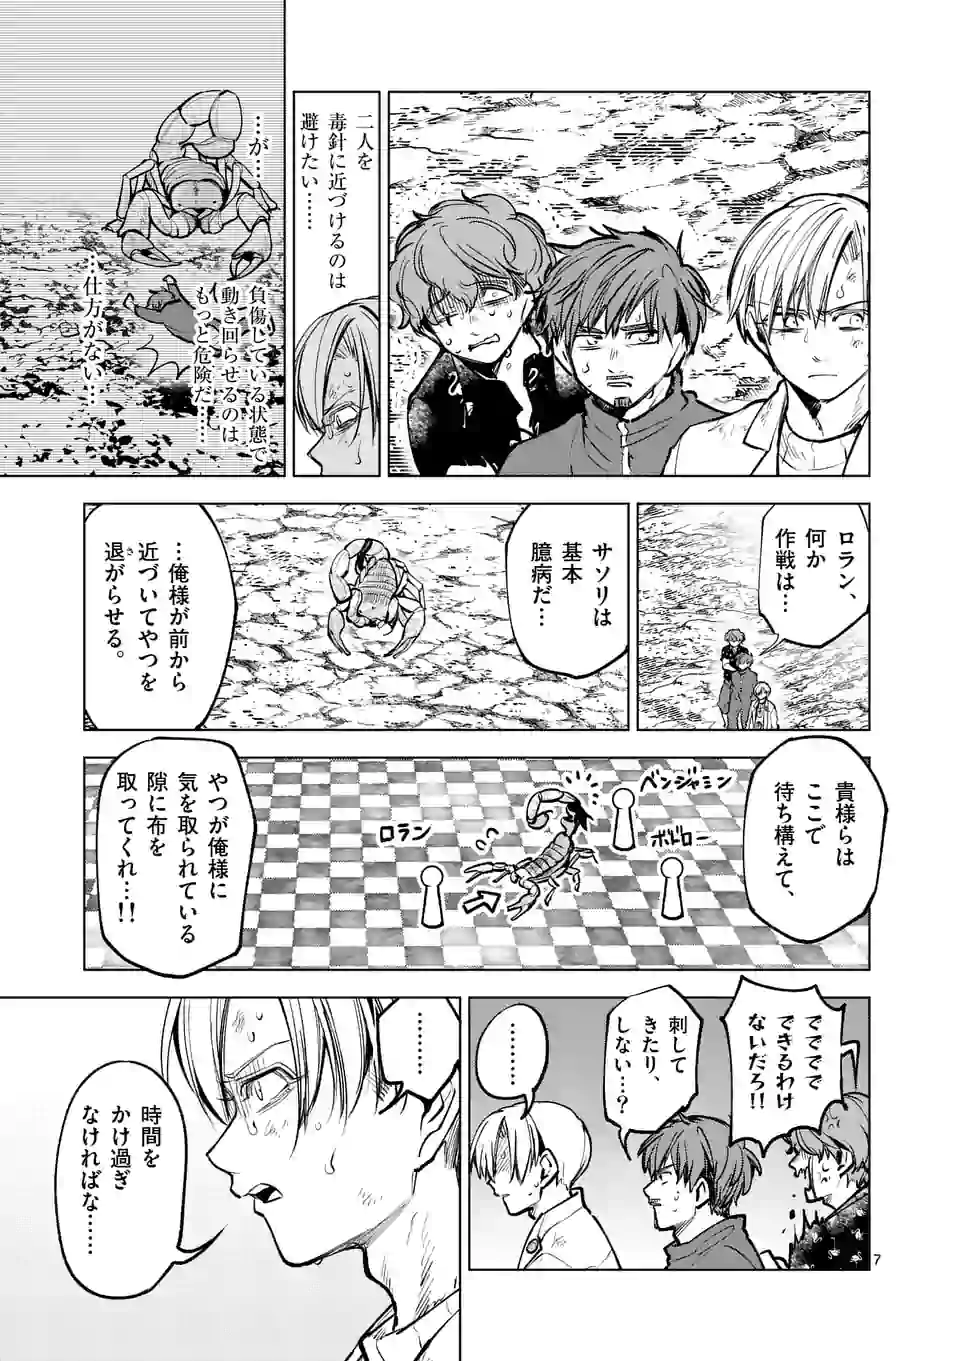 二人を
毒針に近づけるのは
避けたい……
…が…
負傷している状態で
動き回らせるのは
もっと危険だ……
…仕方がない…
ロラン、
何か
作戦は…
サソリは
基本
臆病だ…
…俺様が前から
近づいてやつを
退がらせる。
さ
貴様らは
ここで
待ち構えて、
ベンジャミン
ボドロー
ロラン
やつが俺様に
気を取られている
隙に布を
取ってくれ…!!
でででで
できるわけ
ないだろ!!
刺して
きたり、
しない…?
……
……
時間を
かけ過ぎ
なければな……
7